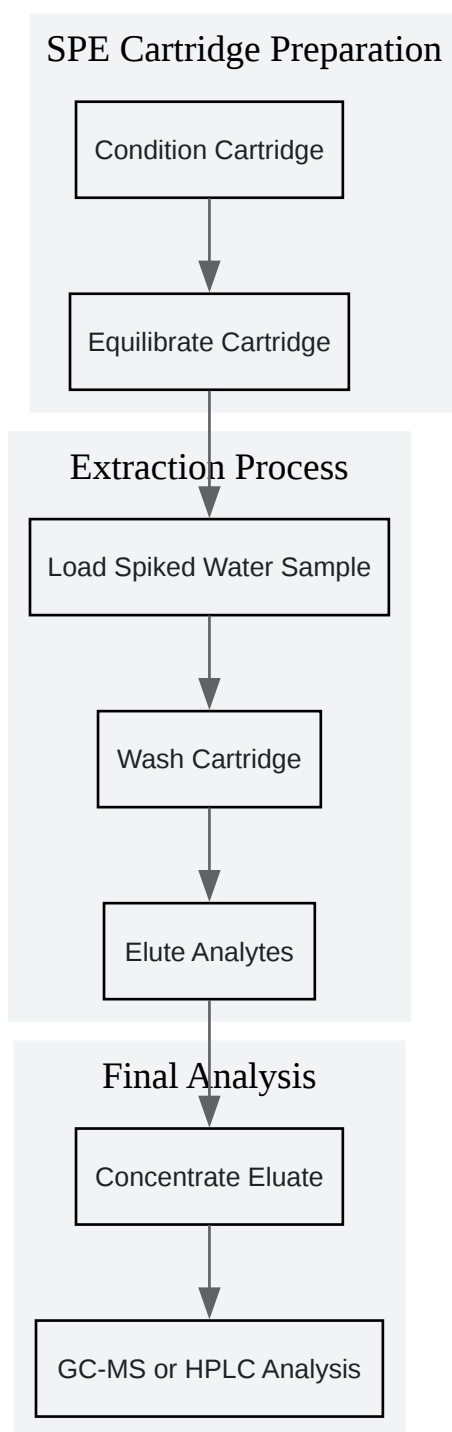 SPE Cartridge Preparation
Condition Cartridge
Equilibrate Cartridge
Extraction Process
Load Spiked Water Sample
Wash Cartridge
Elute Analytes
Final Analysis
Concentrate Eluate
GC-MS or HPLC Analysis